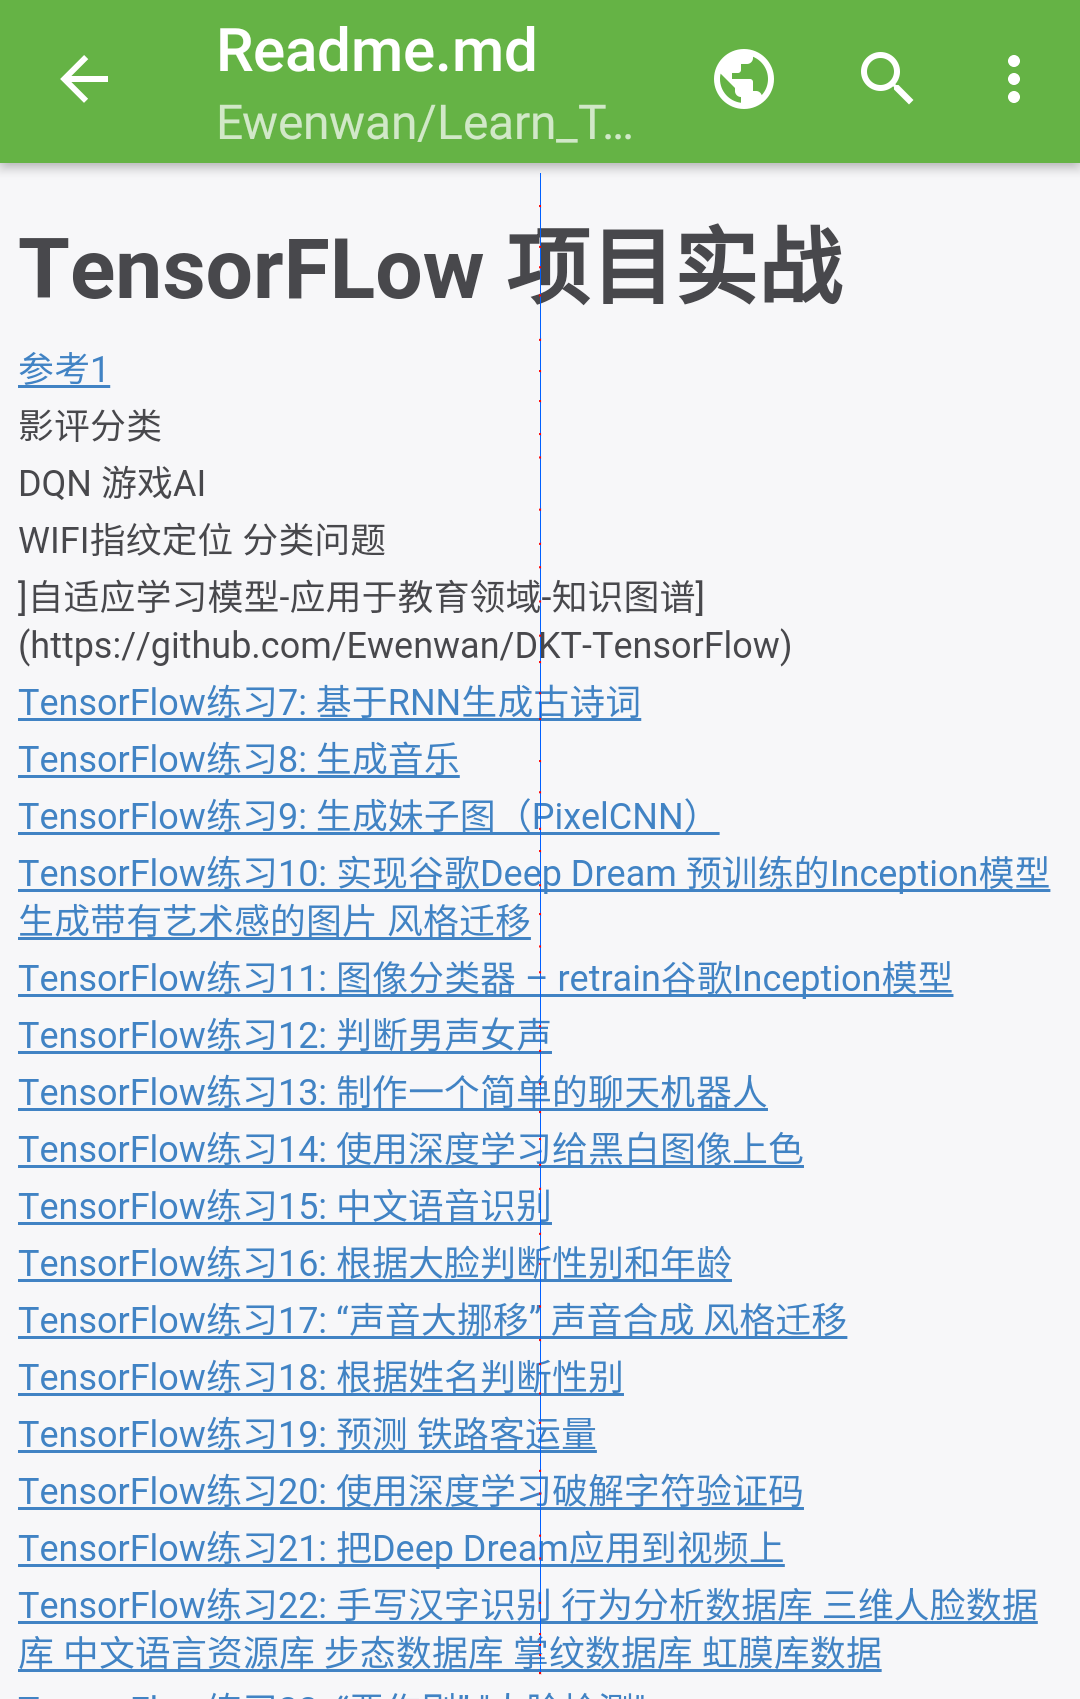 Readme.md
Ewenwan/Learn_T...
TensorFLow 项目实战
参考1
影评分类
DQN 游戏AI
WIFI指纹定位 分类问题
]自适应学习模型-应用于教育领域-知识图谱]
(https://github.com/Ewenwan/DKT-TensorFlow)
TensorFlow练习7: 基于RNN生成古诗词
TensorFlow练习8: 生成音乐
TensorFlow练习9: 生成妹子图（PixelCNN）
TensorFlow练习10: 实现谷歌Deep Dream 预训练的Inception模型
生成带有艺术感的图片 风格迁移
TensorFlow练习11: 图像分类器 – retrain谷歌Inception模型
TensorFlow练习12: 判断男声女声
TensorFlow练习13: 制作一个简单的聊天机器人
TensorFlow练习14: 使用深度学习给黑白图像上色
TensorFlow练习15: 中文语音识别
TensorFlow练习16: 根据大脸判断性别和年龄
TensorFlow练习17: “声音大挪移” 声音合成 风格迁移
TensorFlow练习18: 根据姓名判断性别
TensorFlow练习19: 预测 铁路客运量
TensorFlow练习20: 使用深度学习破解字符验证码
TensorFlow练习21: 把Deep Dream应用到视频上
TensorFlow练习22: 手写汉字识别 行为分析数据库 三维人脸数据
库 中文语言资源库 步态数据库 掌纹数据库 虹膜库数据